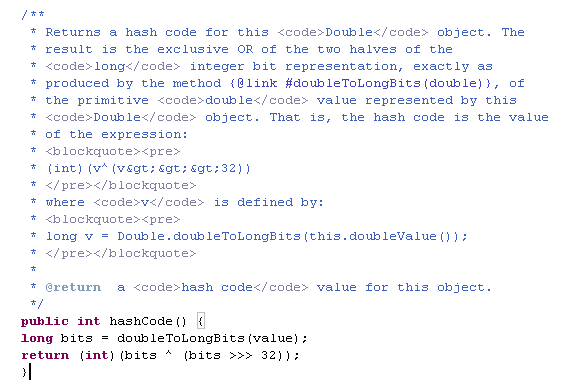 /**
 * Returns a hash code for this <code>Double</code> object. The
 * result is the exclusive OR of the two halves of the
 * <code>long</code> integer bit representation, exactly as
 * produced by the method {@link #doubleToLongBits(double)}, of
 * the primitive <code>double</code> value represented by this
 * <code>Double</code> object. That is, the hash code is the value
 * of the expression:
 * <blockquote><pre>
 * (int)(v^(v&gt;&gt;&gt;32))
 * </pre></blockquote>
 * where <code>v</code> is defined by:
 * <blockquote><pre>
 * long v = Double.doubleToLongBits(this.doubleValue());
 * </pre></blockquote>
 *
 * @return  a <code>hash code</code> value for this object.
 */
public int hashCode() {
long bits = doubleToLongBits(value);
return (int)(bits ^ (bits >>> 32));
}